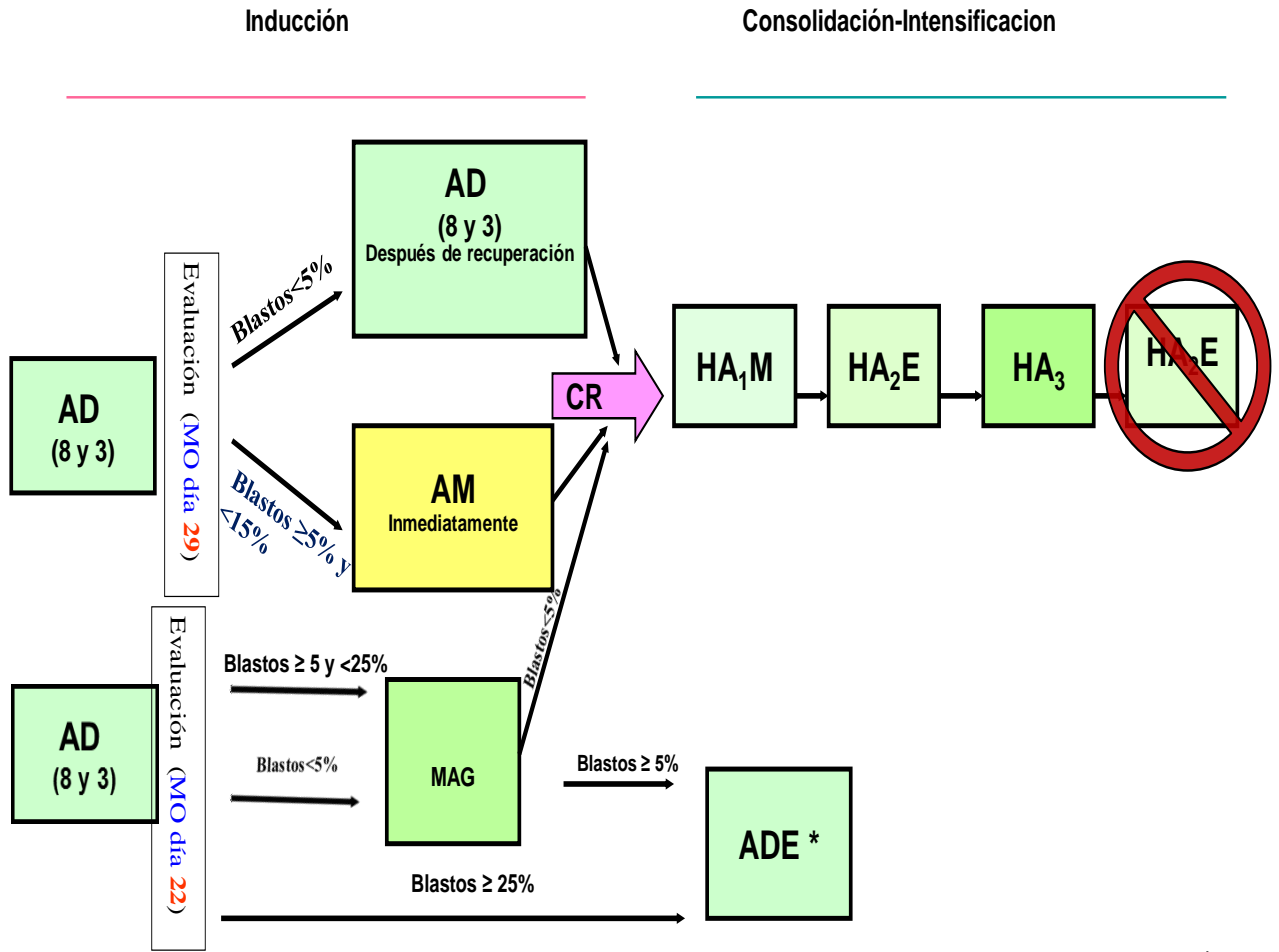 Inducción
Consolidación-Intensificacion
AD
(8 y 3)
Evaluación (MO día 29)
Blastos<5%
AD
(8 y 3)
Después de recuperación
Blastos ≥5% y
<15%
AM
Inmediatamente
CR
HA₁M
HA₂E
HA₃
HA₂E
AD
(8 y 3)
Evaluación (MO día 22)
Blastos ≥ 5 y <25%
Blastos<5%
MAG
Blastos<5%
Blastos ≥ 5%
ADE *
Blastos ≥ 25%